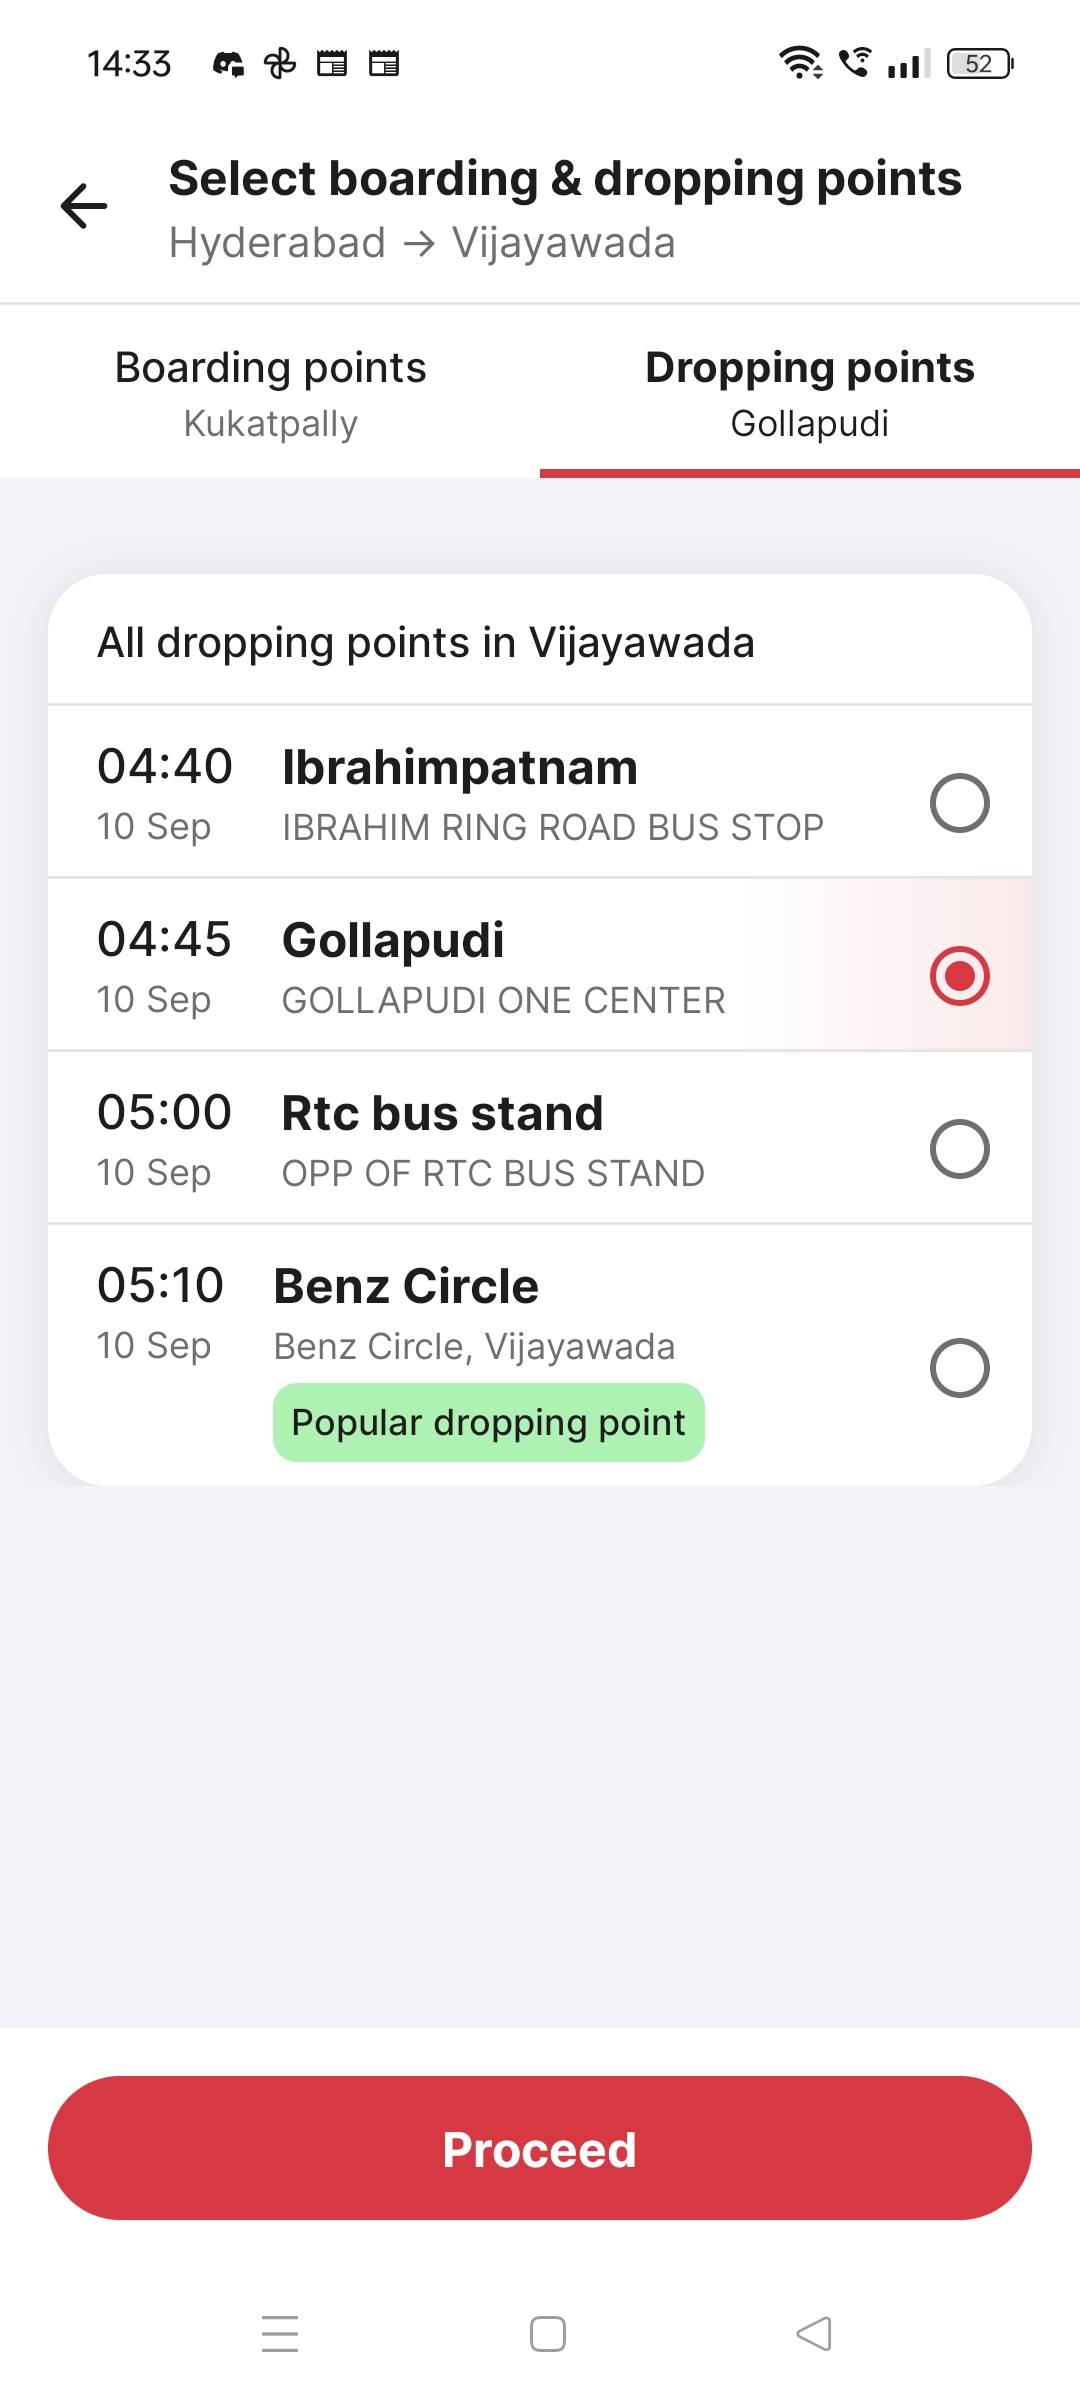 14:33
52
Select boarding & dropping points
Hyderabad → Vijayawada
Boarding points
Kukatpally
Dropping points
Gollapudi
All dropping points in Vijayawada
04:40 Ibrahimpatnam
10 Sep IBRAHIM RING ROAD BUS STOP
04:45 Gollapudi
10 Sep GOLLAPUDI ONE CENTER
05:00 Rtc bus stand
10 Sep OPP OF RTC BUS STAND
05:10 Benz Circle
10 Sep Benz Circle, Vijayawada
Popular dropping point
Proceed